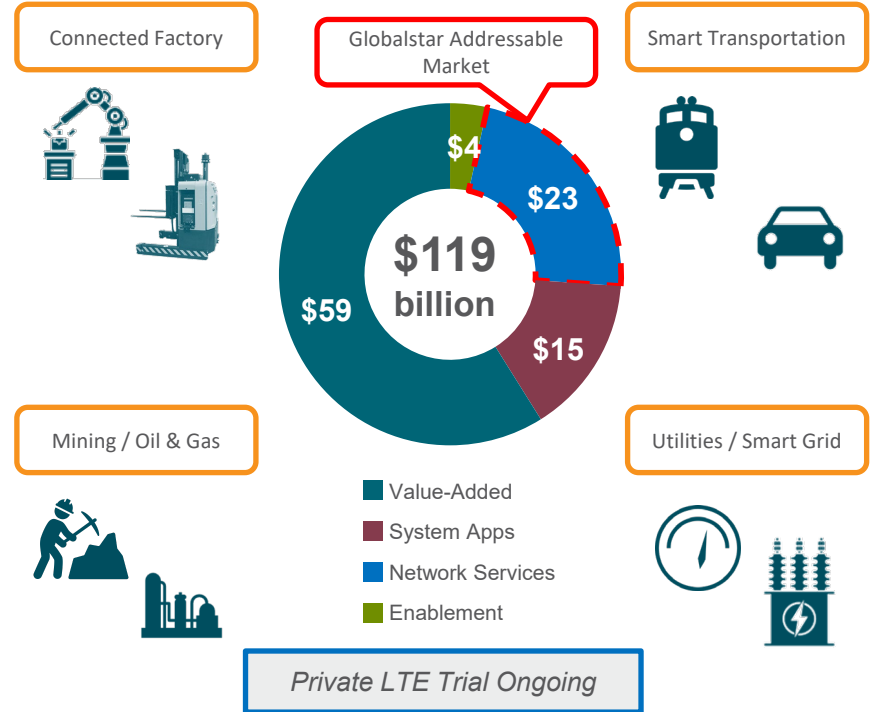 Connected Factory
Globalstar Addressable
Market
Smart Transportation
$4
$23
$119
billion
$59
$15
Mining / Oil & Gas
Utilities / Smart Grid
Value-Added
System Apps
Network Services
Enablement
Private LTE Trial Ongoing